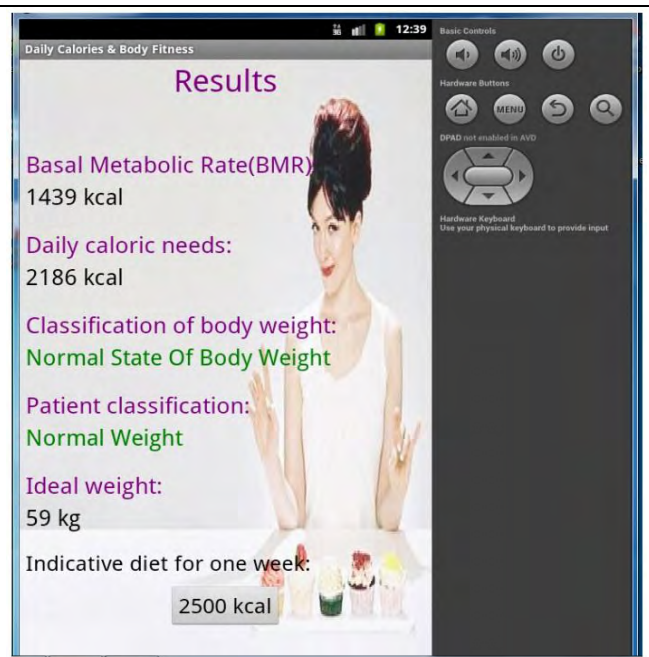 12:39
Daily Calories & Body Fitness
Results
Basal Metabolic Rate(BMR)
1439 kcal
Daily caloric needs:
2186 kcal
Classification of body weight:
Normal State Of Body Weight
Patient classification:
Normal Weight
Ideal weight:
59 kg
Indicative diet for one week:
2500 kcal
Basic Controls
Hardware Buttons
MENU
DPAD not enabled in AVD
Hardware Keyboard
Use your physical keyboard to provide input